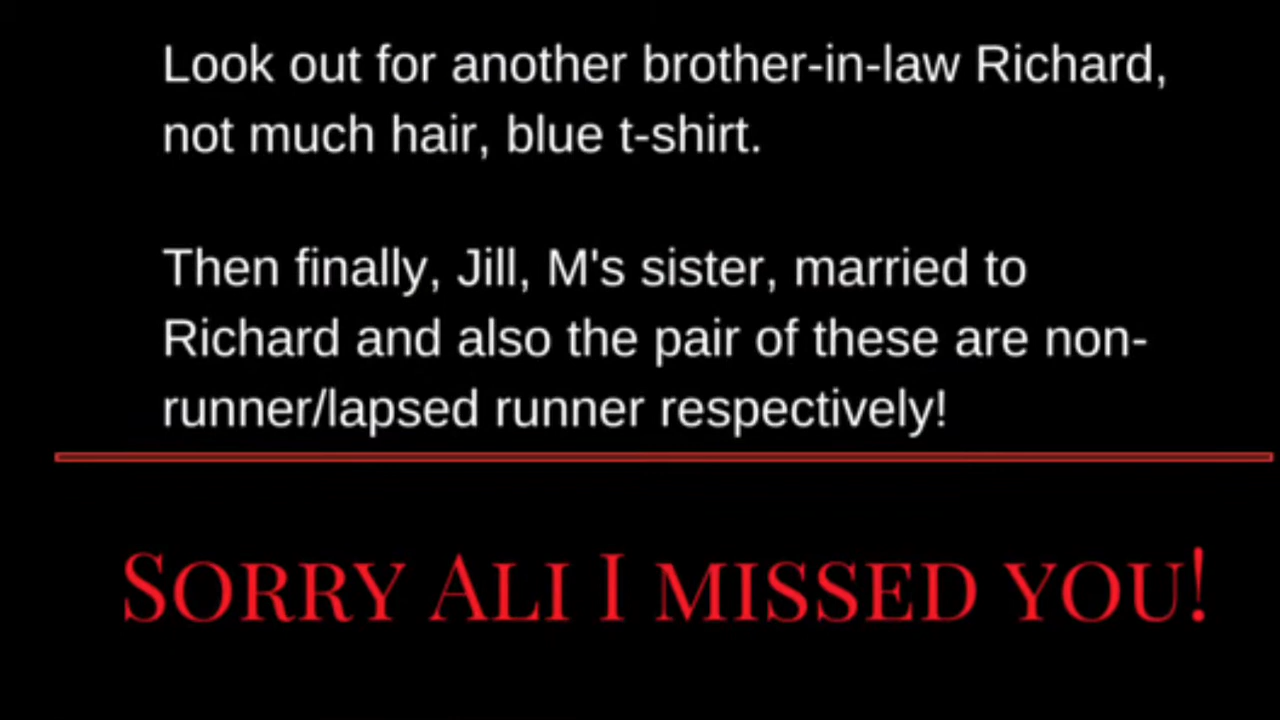 Look out for another brother-in-law Richard,
not much hair, blue t-shirt.
Then finally, Jill, M's sister, married to
Richard and also the pair of these are non-
runner/lapsed runner respectively!
SORRY ALI I MISSED YOU!